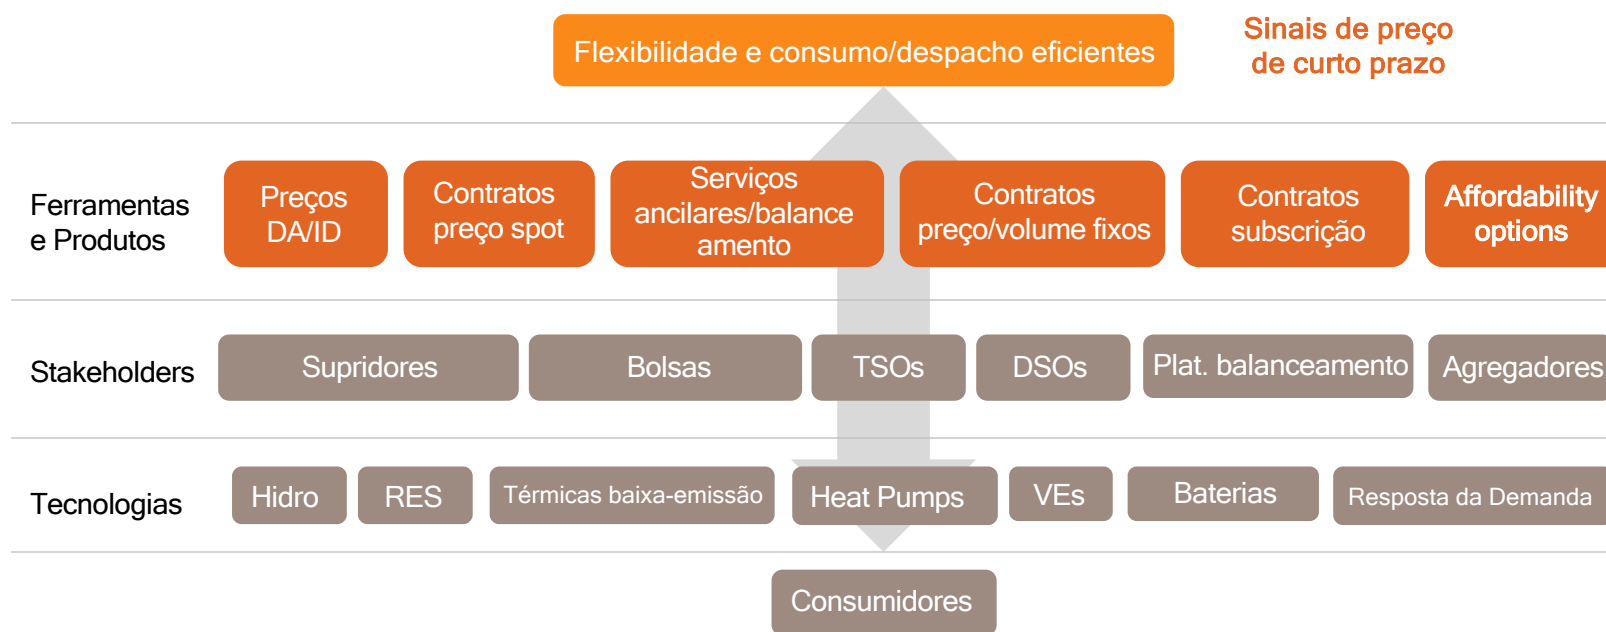 Flexibilidade e consumo/despacho eficientes
Sinais de preço
de curto prazo
Ferramentas
e Produtos
Preços
DA/ID
Contratos
preço spot
Serviços
ancilares/balance
amento
Contratos
preço/volume fixos
Contratos
subscrição
Affordability
options
Stakeholders
Supridores
Bolsas
TSOs
DSOs
Plat. balanceamento
Agregadores
Tecnologias
Hidro
RES
Térmicas baixa-emissão
Heat Pumps
VEs
Baterias
Resposta da Demanda
Consumidores